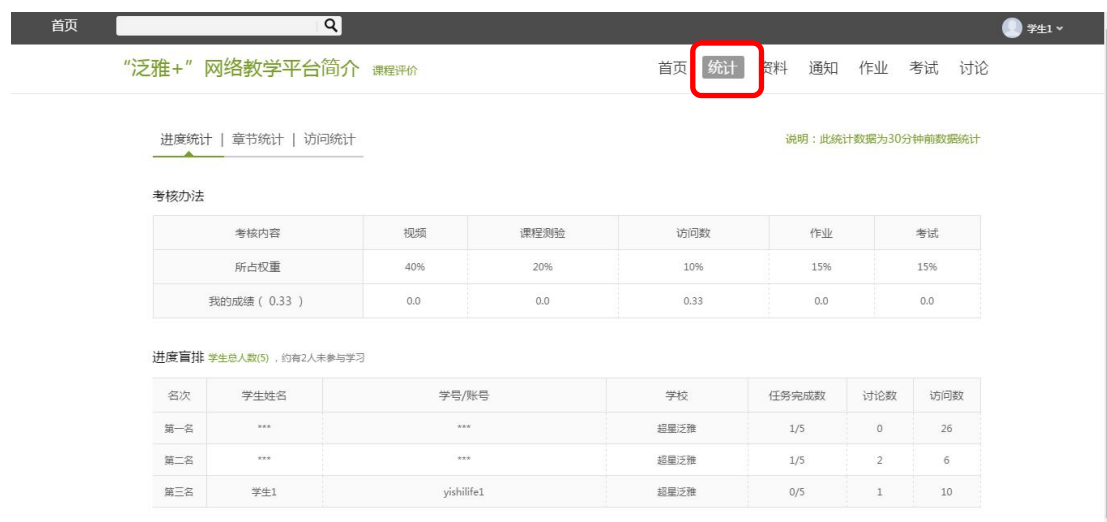 首页 学生1
“泛雅+”网络教学平台简介 课程评价 首页 统计 资料 通知 作业 考试 讨论
进度统计 | 章节统计 | 访问统计 说明：此统计数据为30分钟前数据统计
考核办法
考核内容 视频 课程测验 访问数 作业 考试
所占权重 40% 20% 10% 15% 15%
我的成绩（ 0.33 ） 0.0 0.0 0.33 0.0 0.0
进度盲排 学生总人数(5) ，约有2人未参与学习
名次 学生姓名 学号/账号 学校 任务完成数 讨论数 访问数
第一名 *** *** 超星泛雅 1/5 0 26
第二名 *** *** 超星泛雅 1/5 2 6
第三名 学生1 yishilife1 超星泛雅 0/5 1 10